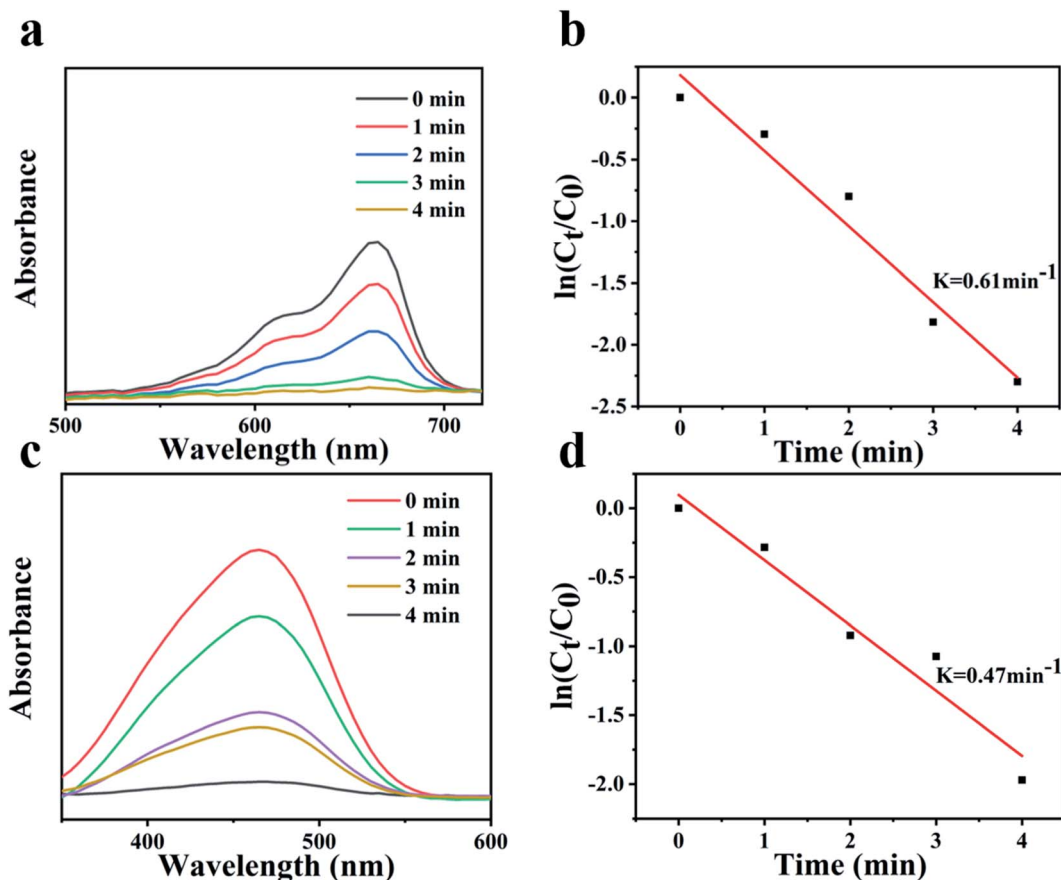 a
Absorbance
0 min
1 min
2 min
3 min
4 min
500
600
700
Wavelength (nm)
b
ln(Ct/C0)
0.0
-0.5
-1.0
-1.5
-2.0
-2.5
K=0.61min-1
0
1
2
3
4
Time (min)
c
Absorbance
0 min
1 min
2 min
3 min
4 min
400
500
600
Wavelength (nm)
d
ln(Ct/C0)
0.0
-0.5
-1.0
-1.5
-2.0
K=0.47min-1
0
1
2
3
4
Time (min)